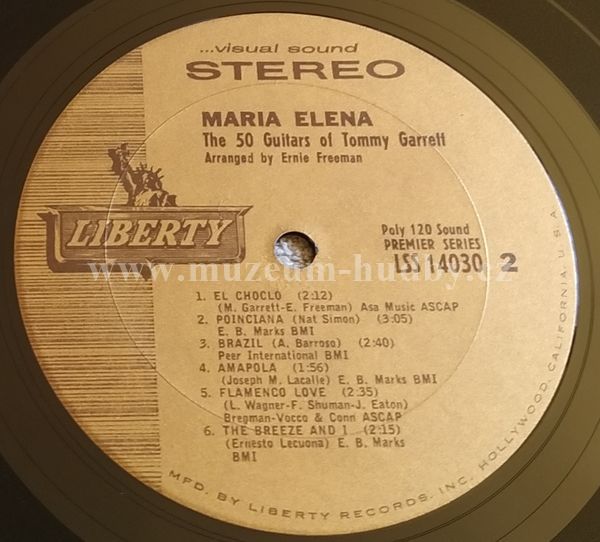 ...visual sound
STEREO
MARIA ELENA
The 50 Guitars of Tommy Garrett
Arranged by Ernie Freeman
LIBERTY
Poly 120 Sound
PREMIER SERIES
LSS 14030 2
www.muzeum-hudby.cz
1. EL CHOCLO (2:12)
(M. Garrett-E. Freeman) Asa Music ASCAP
2. POINCIANA (Nat Simon) (3:05)
E. B. Marks BMI
3. BRAZIL (A. Barroso) (2:40)
Peer International BMI
4. AMAPOLA (1:56)
(Joseph M. Lacalle) E. B. Marks BMI
5. FLAMENCO LOVE (2:35)
(L. Wagner-F. Shuman-J. Eaton)
Bregman-Vocco & Conn ASCAP
6. THE BREEZE AND I (2:15)
(Ernesto Lecuona) E. B. Marks
BMI
MFD. BY LIBERTY RECORDS, INC. HOLLYWOOD, CALIFORNIA, U.S.A.